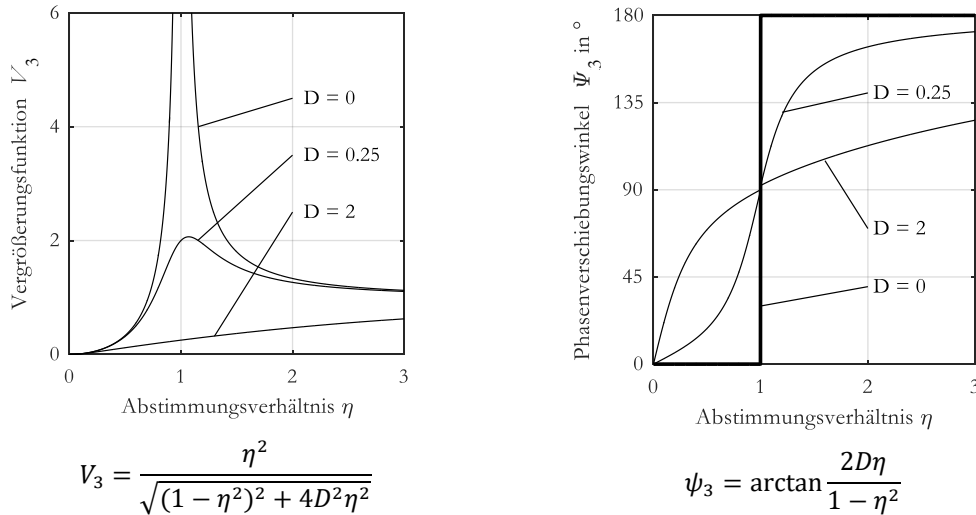 6
4
2
0
0
1
2
3
Vergrößerungsfunktion V₃
Abstimmungsverhältnis η
D = 0
D = 0.25
D = 2
V₃ = η² / √((1 − η²)² + 4D²η²)
180
135
90
45
0
0
1
2
3
Phasenverschiebungswinkel Ψ₃ in °
Abstimmungsverhältnis η
D = 0.25
D = 2
D = 0
ψ₃ = arctan 2Dη / (1 − η²)